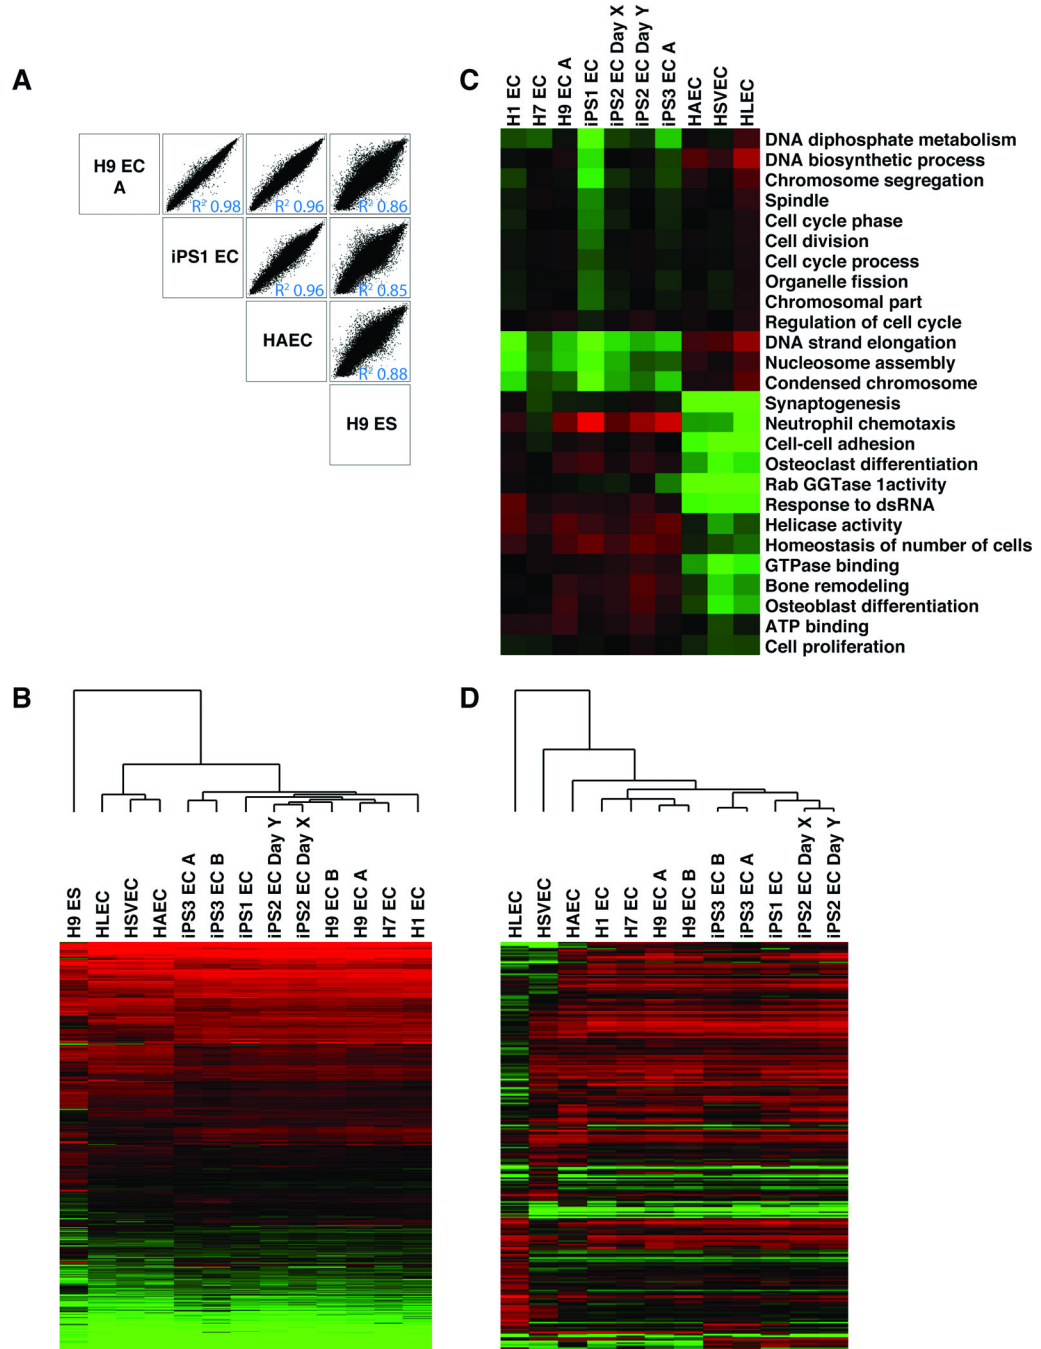 A
H9 EC
A
R² 0.98
R² 0.96
R² 0.86
iPS1 EC
R² 0.96
R² 0.85
HAEC
R² 0.88
H9 ES
C
H1 EC
H7 EC
H9 EC A
iPS1 EC
iPS2 EC Day X
iPS2 EC Day Y
iPS3 EC A
HAEC
HSVEC
HLEC
DNA diphosphate metabolism
DNA biosynthetic process
Chromosome segregation
Spindle
Cell cycle phase
Cell division
Cell cycle process
Organelle fission
Chromosomal part
Regulation of cell cycle
DNA strand elongation
Nucleosome assembly
Condensed chromosome
Synaptogenesis
Neutrophil chemotaxis
Cell-cell adhesion
Osteoclast differentiation
Rab GGTase 1activity
Response to dsRNA
Helicase activity
Homeostasis of number of cells
GTPase binding
Bone remodeling
Osteoblast differentiation
ATP binding
Cell proliferation
B
H9 ES
HLEC
HSVEC
HAEC
iPS3 EC A
iPS3 EC B
iPS1 EC
iPS2 EC Day Y
iPS2 EC Day X
H9 EC B
H9 EC A
H7 EC
H1 EC
D
HLEC
HSVEC
HAEC
H1 EC
H7 EC
H9 EC A
H9 EC B
iPS3 EC B
iPS3 EC A
iPS1 EC
iPS2 EC Day X
iPS2 EC Day Y